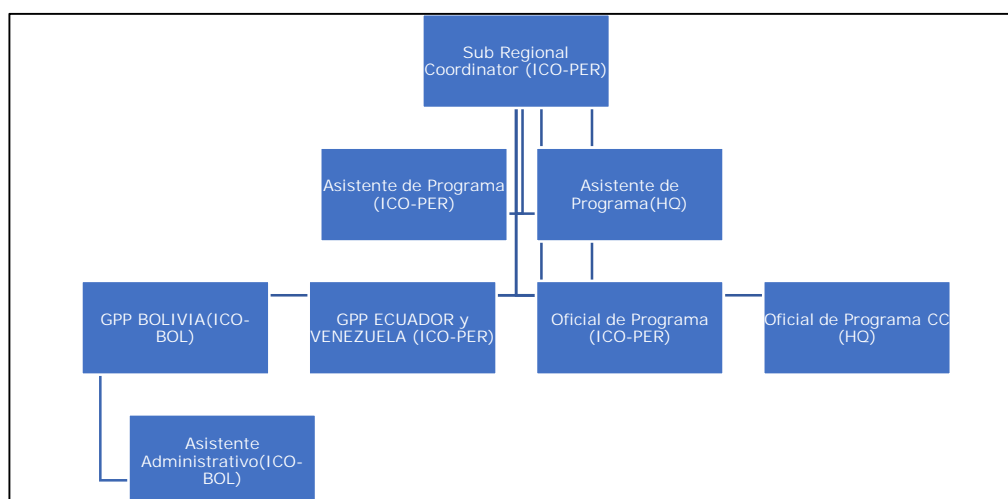 Sub Regional
Coordinator (ICO-PER)
Asistente de Programa
(ICO-PER)
Asistente de
Programa(HQ)
GPP BOLIVIA(ICO-
BOL)
GPP ECUADOR y
VENEZUELA (ICO-PER)
Oficial de Programa
(ICO-PER)
Oficial de Programa CC
(HQ)
Asistente
Administrativo(ICO-
BOL)